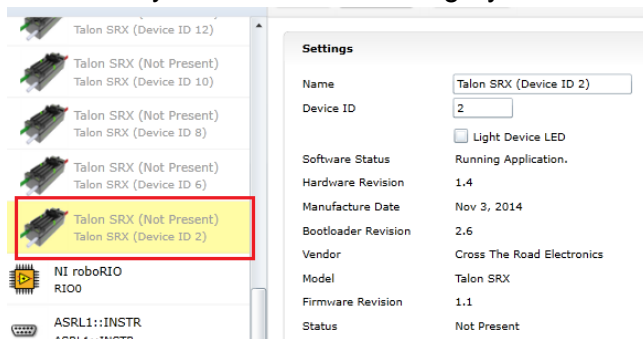 Talon SRX (Device ID 12)
Talon SRX (Not Present)
Talon SRX (Device ID 10)
Talon SRX (Not Present)
Talon SRX (Device ID 8)
Talon SRX (Not Present)
Talon SRX (Device ID 6)
Talon SRX (Not Present)
Talon SRX (Device ID 2)
NI roboRIO
RIO0
ASRL1::INSTR
Settings
Name Talon SRX (Device ID 2)
Device ID 2
Light Device LED
Software Status Running Application.
Hardware Revision 1.4
Manufacture Date Nov 3, 2014
Bootloader Revision 2.6
Vendor Cross The Road Electronics
Model Talon SRX
Firmware Revision 1.1
Status Not Present